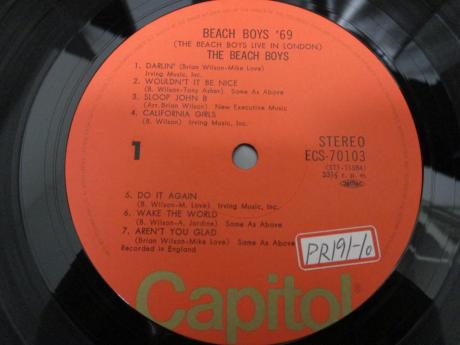 BEACH BOYS '69
(THE BEACH BOYS LIVE IN LONDON)
THE BEACH BOYS
1. DARLIN' (Brian Wilson-Mike Love)
Irving Music, Inc.
2. WOULDN'T IT BE NICE
(B. Wilson-Tony Asher) Same As Above
3. SLOOP JOHN B
(Arr. Brian Wilson) New Executive Music
4. CALIFORNIA GIRLS
(B. Wilson) Irving Music, Inc.
1
STEREO
ECS-70103
(ST1-11584)
33⅓ r. p. m.
5. DO IT AGAIN
(B. Wilson-M. Love) Irving Music, Inc.
6. WAKE THE WORLD
(B. Wilson-A. Jardine) Same As Above
7. AREN'T YOU GLAD
(Brian Wilson-Mike Love) Same As Above
Recorded in England
PR191-10
Capitol